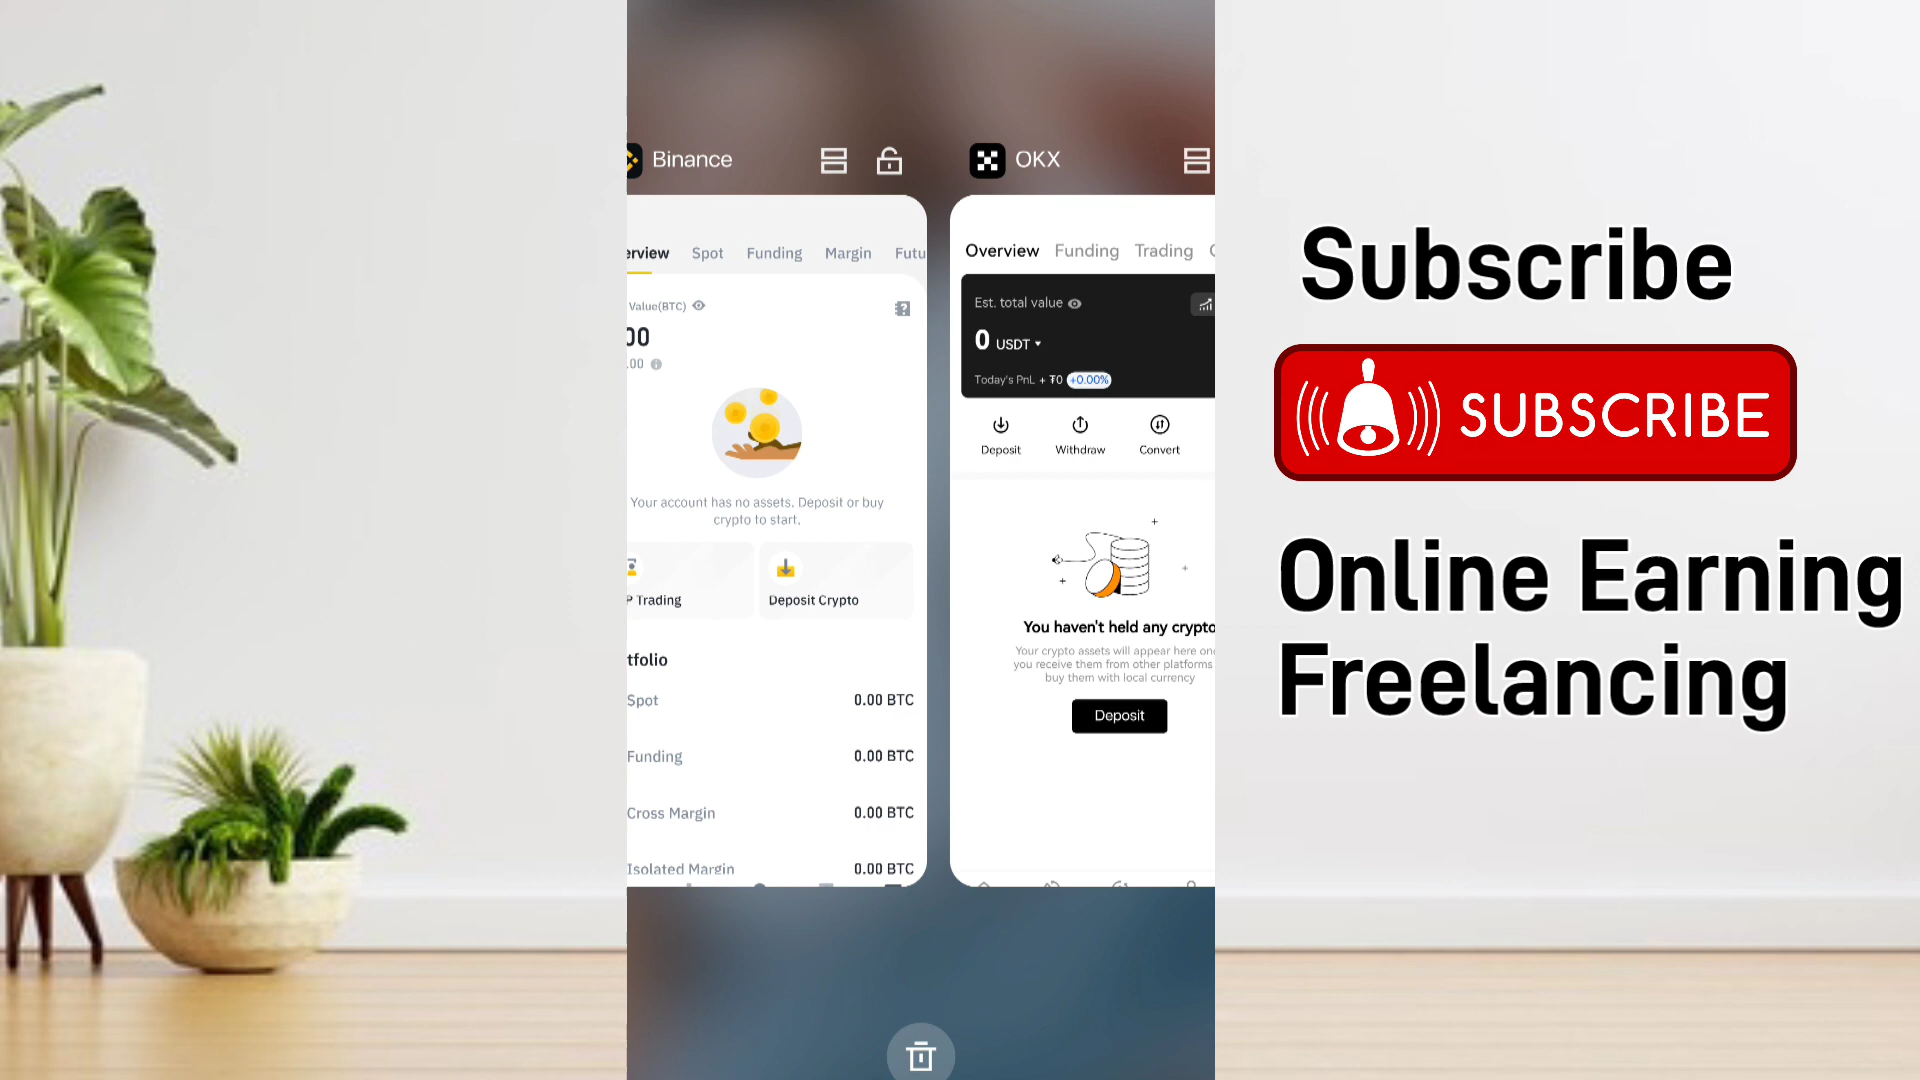 Binance
erview Spot Funding Margin Futu
Value(BTC)
00
.00
Your account has no assets. Deposit or buy
crypto to start.
P Trading
Deposit Crypto
tfolio
Spot 0.00 BTC
Funding 0.00 BTC
Cross Margin 0.00 BTC
Isolated Margin 0.00 BTC
OKX
Overview Funding Trading
Est. total value
0 USDT
Today's PnL + ₮0 +0.00%
Deposit Withdraw Convert
You haven't held any crypto
Your crypto assets will appear here on
you receive them from other platforms
buy them with local currency
Deposit
Subscribe
SUBSCRIBE
Online Earning
Freelancing